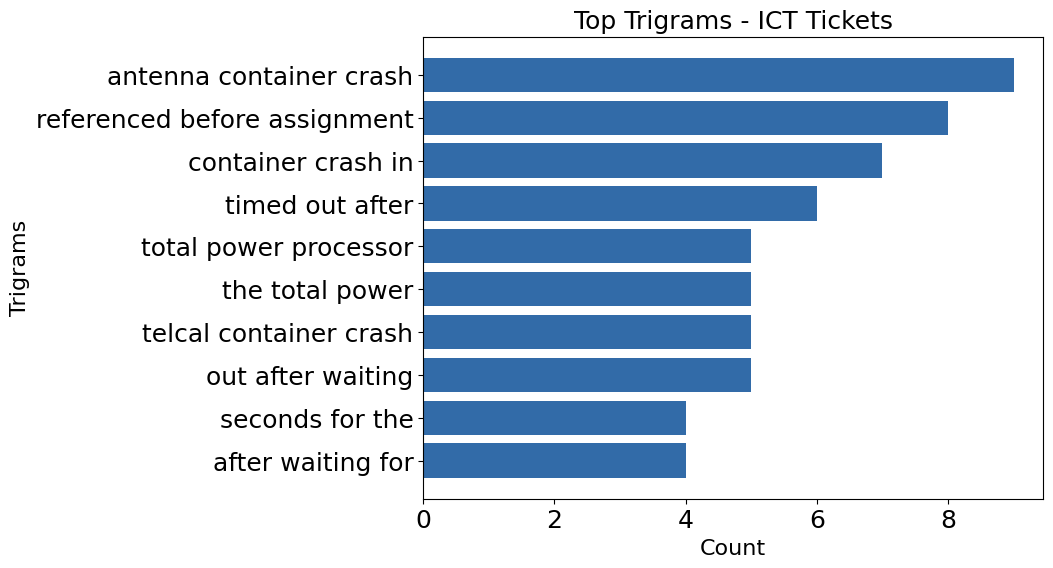 Top Trigrams - ICT Tickets
antenna container crash
referenced before assignment
container crash in
timed out after
total power processor
the total power
telcal container crash
out after waiting
seconds for the
after waiting for
Trigrams
0 2 4 6 8
Count